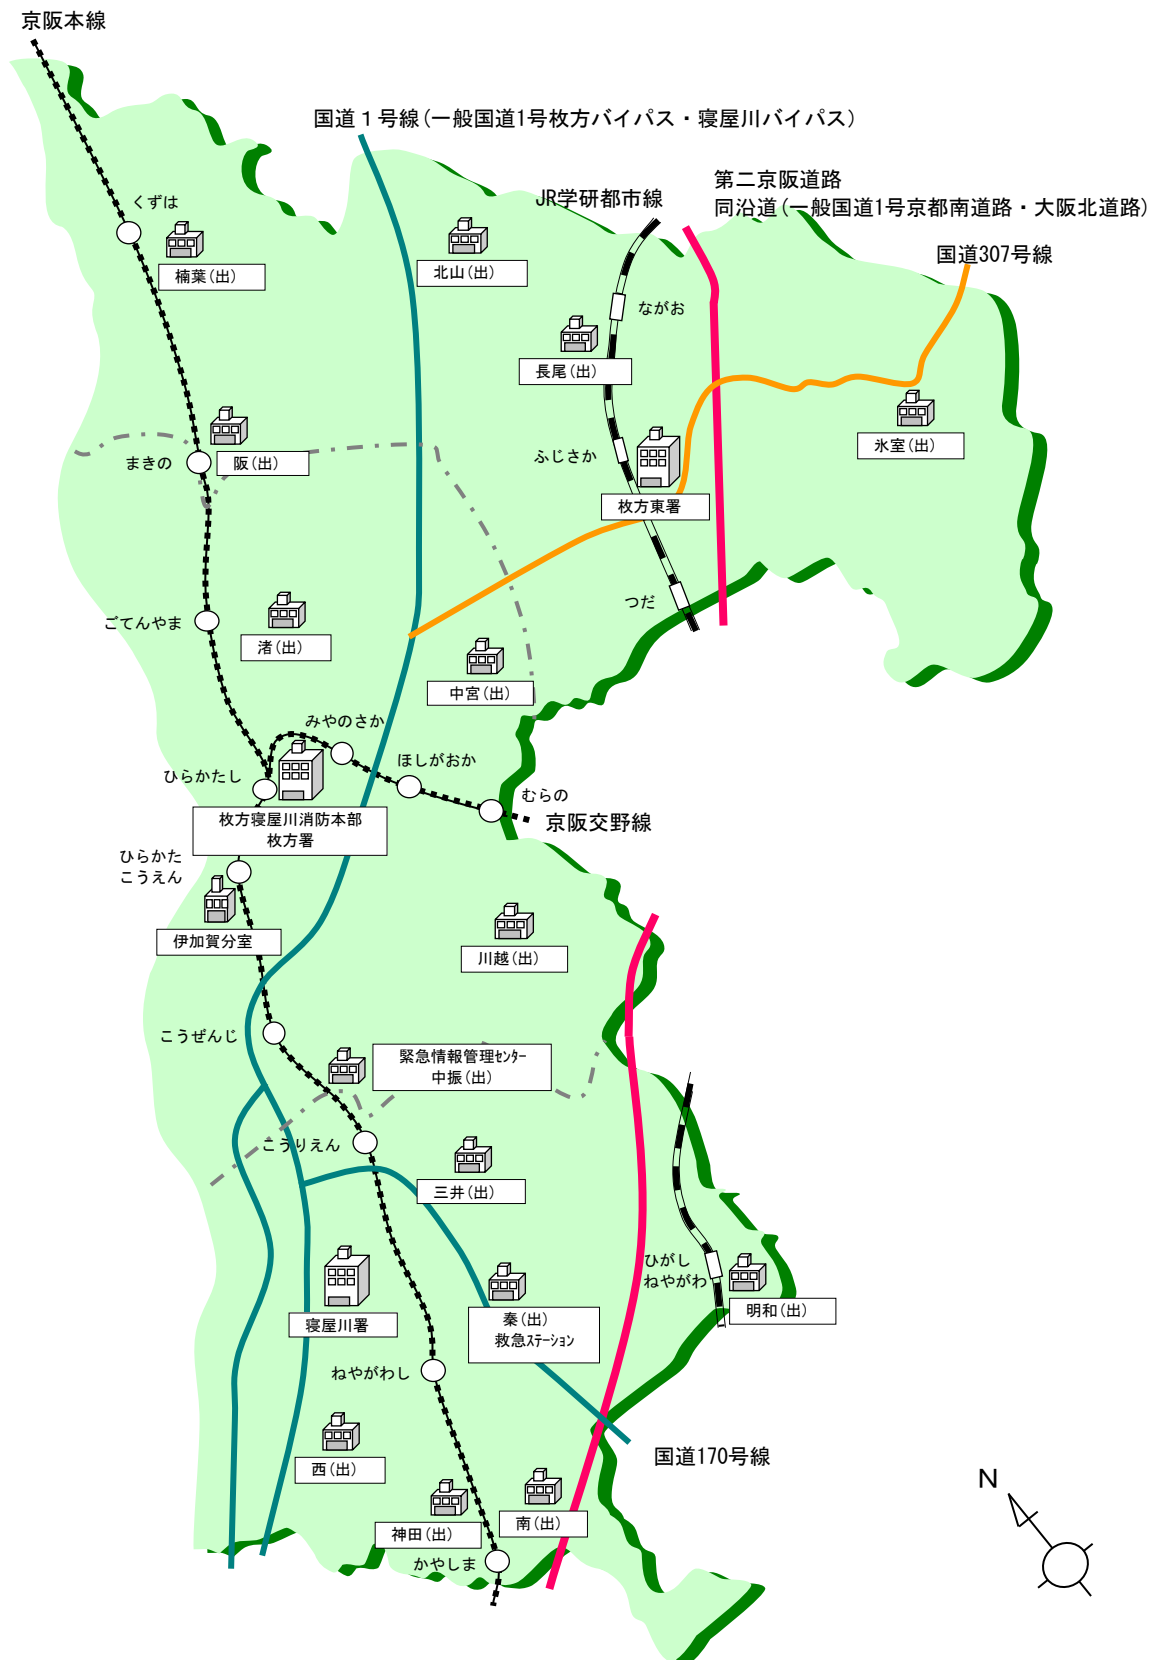 京阪本線
国道１号線(一般国道1号枚方バイパス・寝屋川バイパス)
JR学研都市線
第二京阪道路
同沿道(一般国道1号京都南道路・大阪北道路)
くずは
国道307号線
楠葉(出)
北山(出)
ながお
長尾(出)
氷室(出)
まきの
阪(出)
ふじさか
枚方東署
つだ
ごてんやま
渚(出)
中宮(出)
みやのさか
ほしがおか
ひらかたし
むらの
京阪交野線
枚方寝屋川消防本部
枚方署
ひらかた
こうえん
伊加賀分室
川越(出)
こうぜんじ
緊急情報管理ｾﾝﾀｰ
中振(出)
こうりえん
三井(出)
ひがし
ねやがわ
明和(出)
寝屋川署
秦(出)
救急ｽﾃｰｼｮﾝ
ねやがわし
国道170号線
西(出)
神田(出)
南(出)
かやしま
N